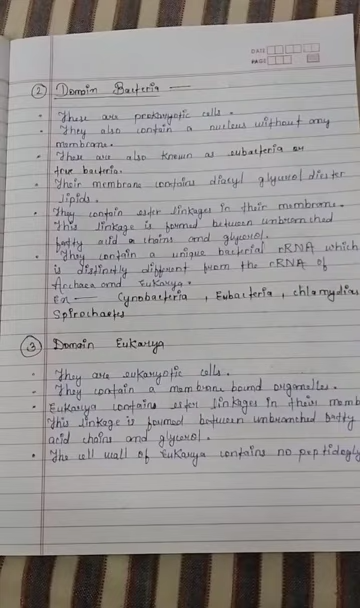 DATE
PAGE
② Domain Bacteria —
• These are prokaryotic cells.
• They also contain a nucleus without any
membrane.
• These are also known as eubacteria or
true bacteria.
• Their membrane contains diacyl glycerol diester
lipids.
• They contain ester linkages in their membrane.
This linkage is formed between unbranched
fatty acid chains and glycerol.
• They contain a unique bacterial rRNA which
is distinctly different from the rRNA of
Archaea and Eukarya.
Ex — Cynobacteria, Eubacteria, chlamydias
Spirochaetes
③ Domain Eukarya
• They are eukaryotic cells.
• They contain a membrane bound organelles.
• Eukarya contains ester linkages in their memb
This linkage is formed between unbranched fatty
acid chains and glycerol.
• The cell wall of Eukarya contains no peptidogly